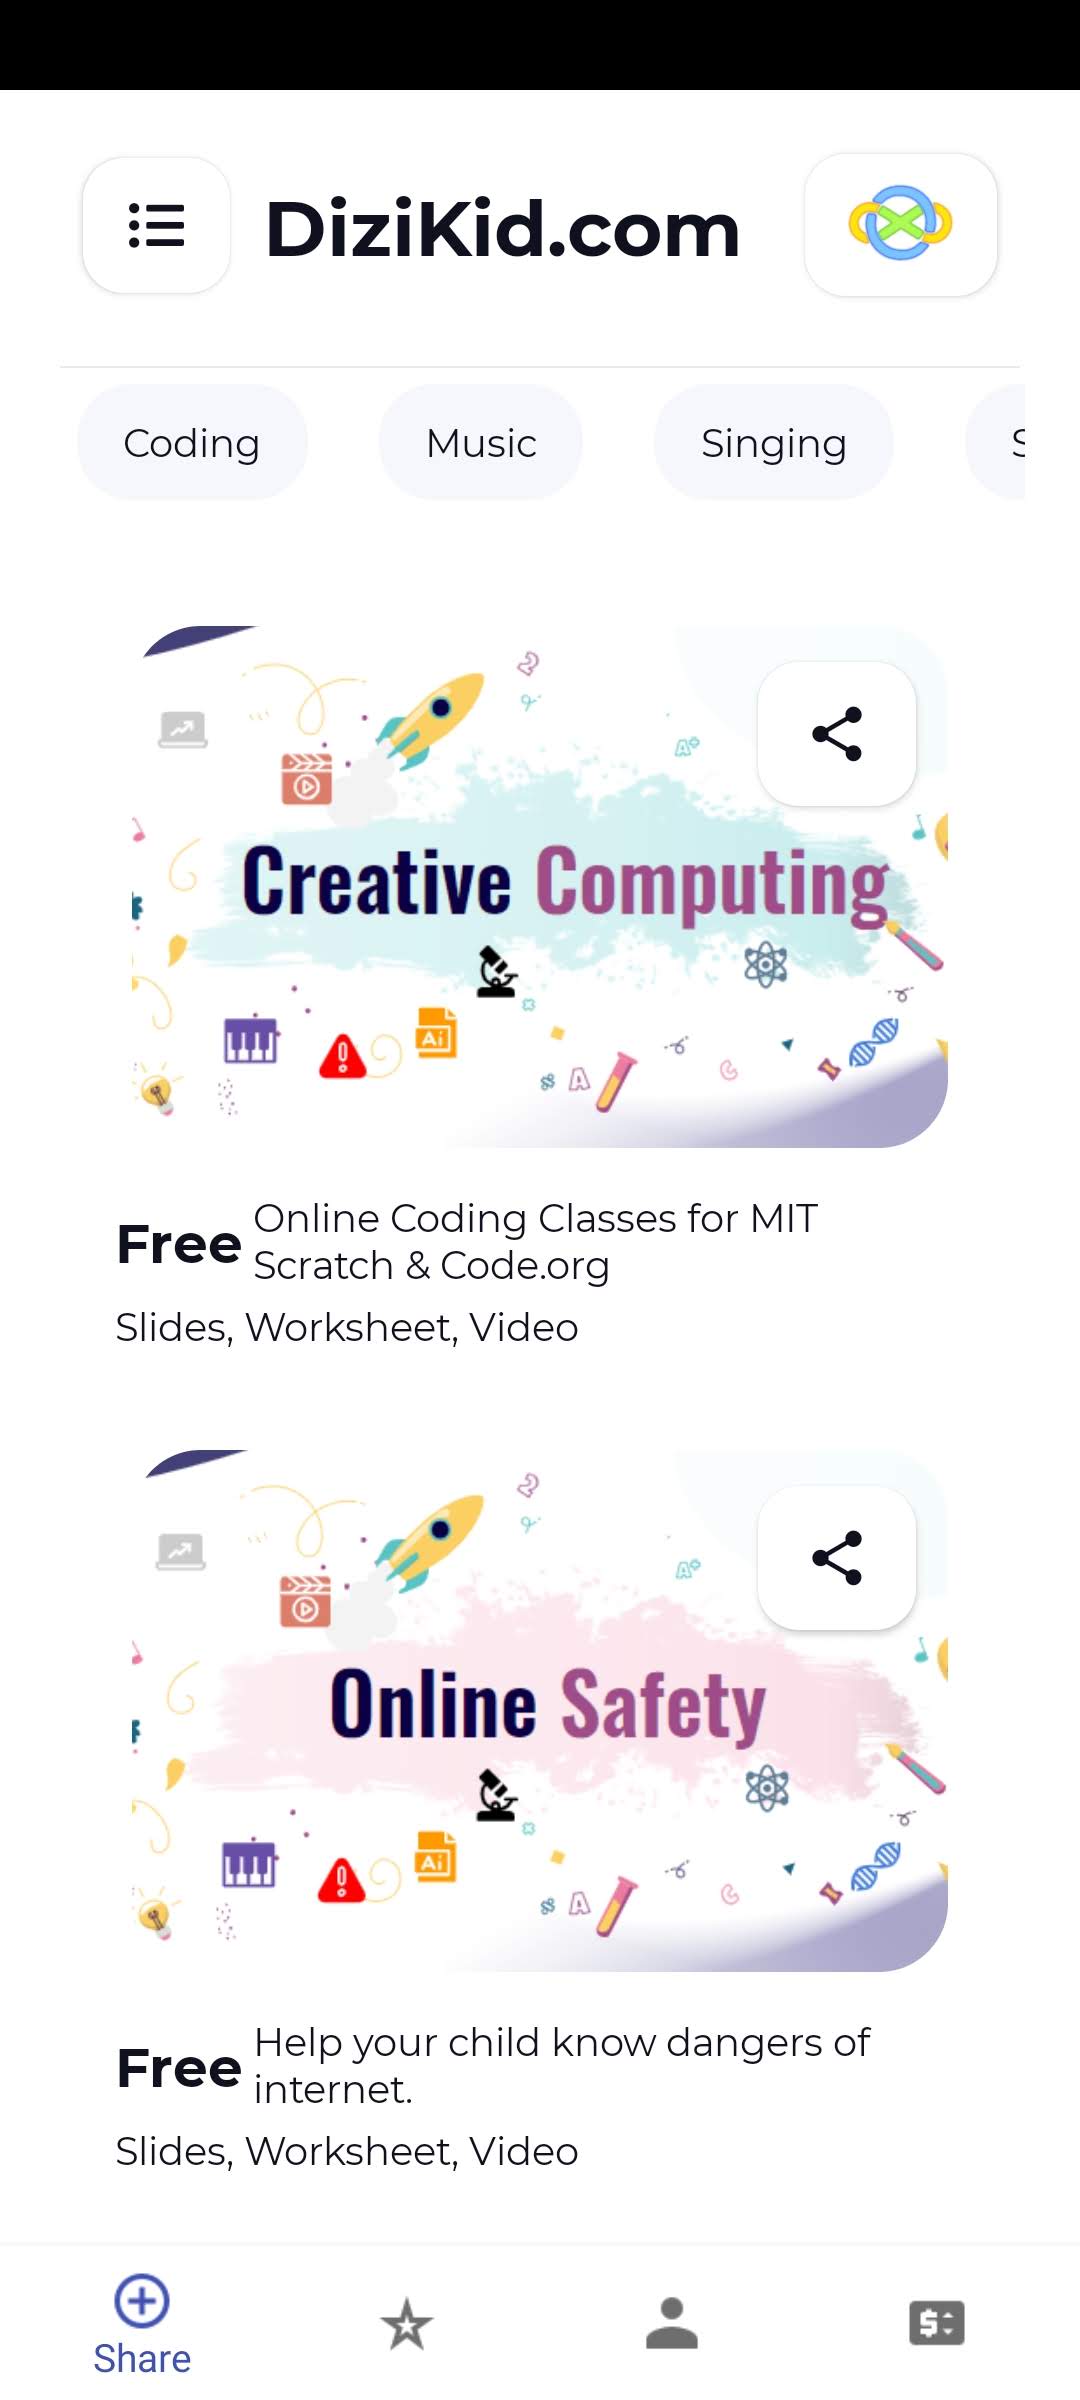 DiziKid.com
Coding
Music
Singing
Creative Computing
Free
Online Coding Classes for MIT
Scratch & Code.org
Slides, Worksheet, Video
Online Safety
Free
Help your child know dangers of
internet.
Slides, Worksheet, Video
Share